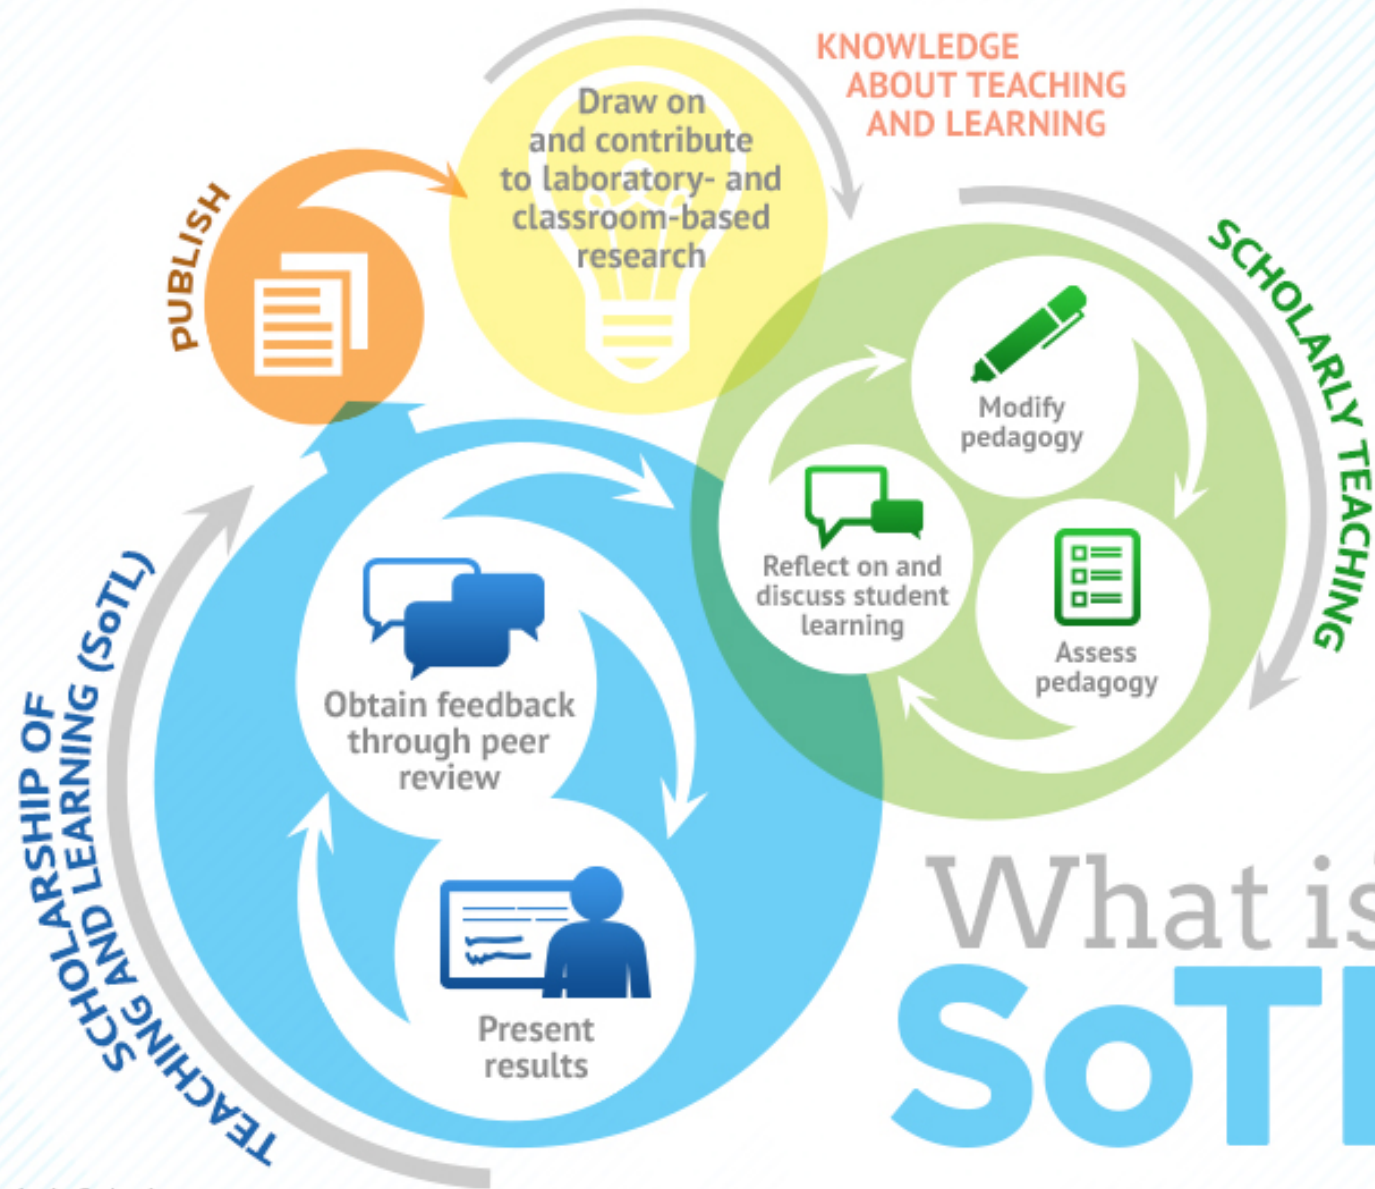 KNOWLEDGE
ABOUT TEACHING
AND LEARNING
Draw on
and contribute
to laboratory- and
classroom-based
research
PUBLISH
SCHOLARLY TEACHING
Modify
pedagogy
Reflect on and
discuss student
learning
Assess
pedagogy
SCHOLARSHIP OF
TEACHING AND LEARNING (SoTL)
Obtain feedback
through peer
review
Present
results
What is
SoTL